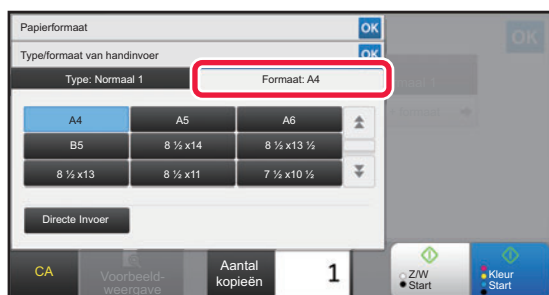 Papierformaat OK
OK
Type/formaat van handinvoer OK
Type: Normaal 1 Formaat: A4
A4 A5 A6
B5 8 ½ x14 8 ½ x13 ½
8 ½ x13 8 ½ x11 7 ½ x10 ½
Directe Invoer
CA Voorbeeld-
weergave
Aantal
kopieën
1
Z/W
Start
Kleur
Start